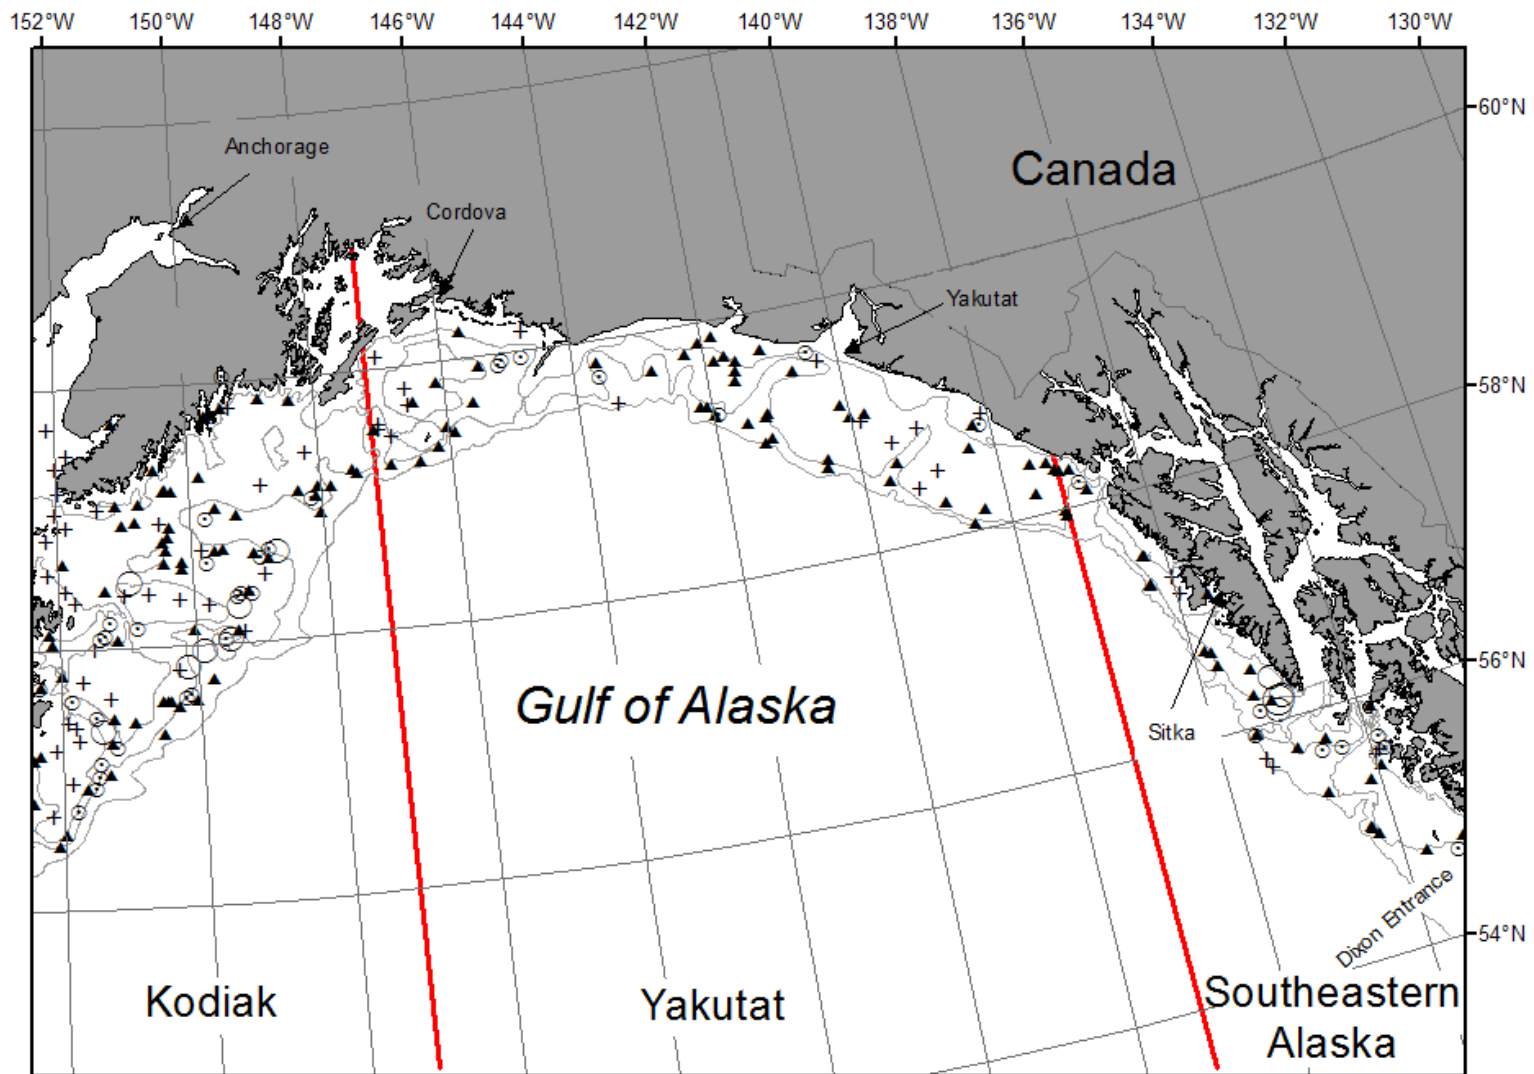 152°W 150°W 148°W 146°W 144°W 142°W 140°W 138°W 136°W 134°W 132°W 130°W
60°N
Anchorage
Canada
Cordova
Yakutat
58°N
56°N
Gulf of Alaska
Sitka
Dixon Entrance
54°N
Kodiak
Yakutat
Southeastern
Alaska